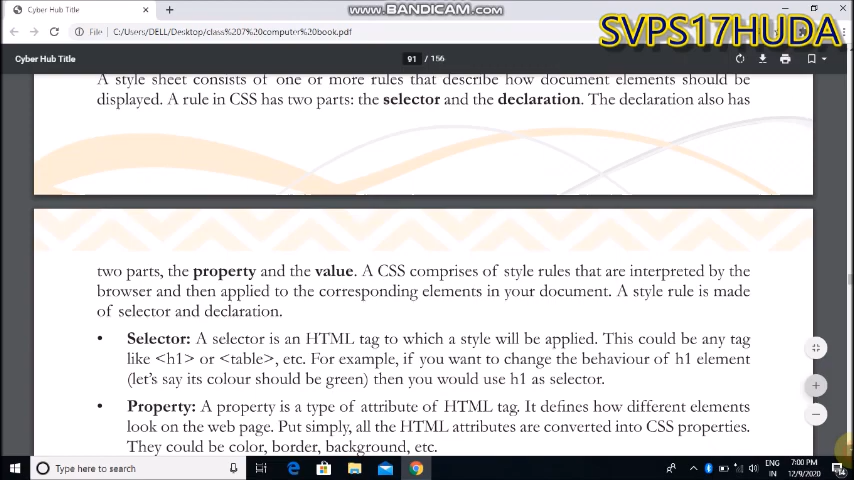 Cyber Hub Title
www.BANDICAM.com
SVPS17HUDA
File
C:/Users/DELL/Desktop/class%207%20computer%20book.pdf
Cyber Hub Title
91 / 156
A style sheet consists of one or more rules that describe how document elements should be
displayed. A rule in CSS has two parts: the selector and the declaration. The declaration also has
two parts, the property and the value. A CSS comprises of style rules that are interpreted by the
browser and then applied to the corresponding elements in your document. A style rule is made
of selector and declaration.
• Selector: A selector is an HTML tag to which a style will be applied. This could be any tag
like <h1> or <table>, etc. For example, if you want to change the behaviour of h1 element
(let's say its colour should be green) then you would use h1 as selector.
• Property: A property is a type of attribute of HTML tag. It defines how different elements
look on the web page. Put simply, all the HTML attributes are converted into CSS properties.
They could be color, border, background, etc.
Type here to search
ENG
IN
7:00 PM
12/9/2020
14